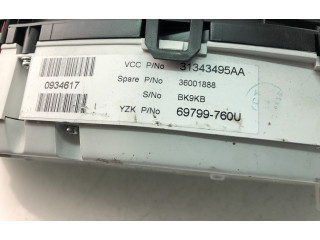 VCC P/No 31343495AA
Spare P/No 36001888
S/No BK9KB
YZK P/No 69799-760U
0934617